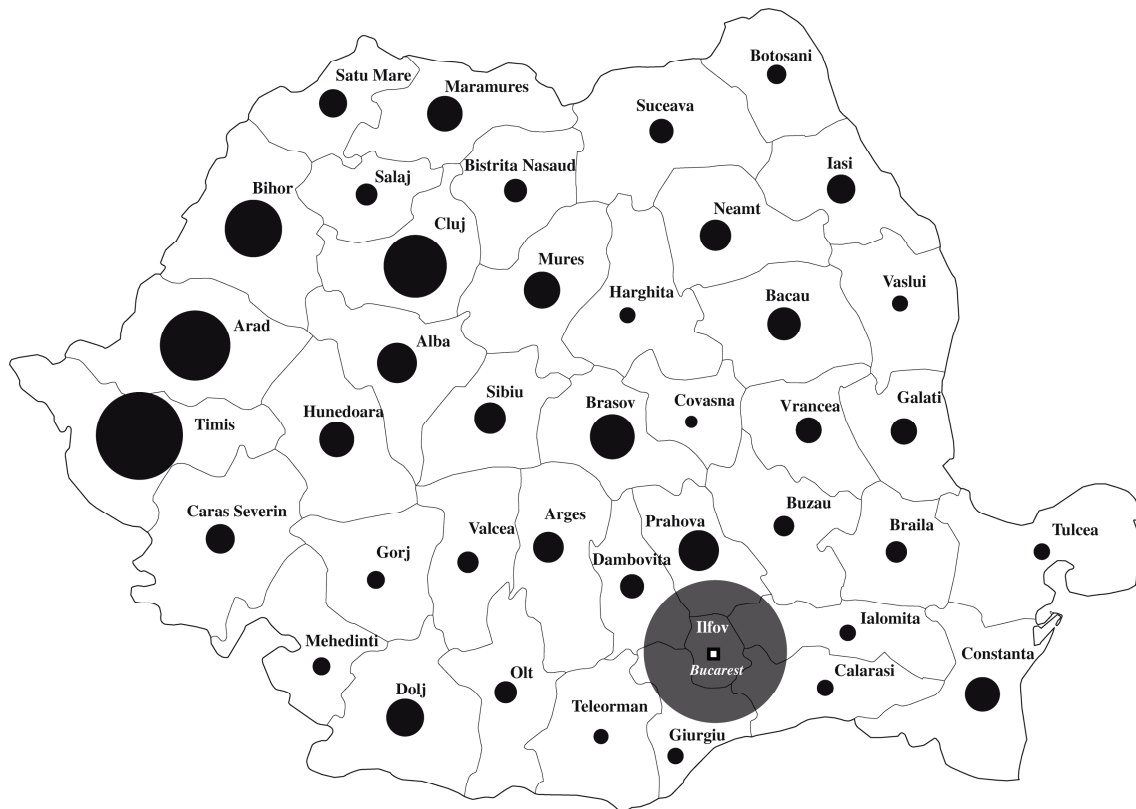 Botosani
Satu Mare
Maramures
Suceava
Bistrita Nasaud
Iasi
Salaj
Bihor
Neamt
Cluj
Mures
Vaslui
Harghita
Bacau
Arad
Alba
Sibiu
Brasov
Covasna
Galati
Vrancea
Hunedoara
Timis
Buzau
Caras Severin
Arges
Prahova
Braila
Tulcea
Valcea
Gorj
Dambovita
Ilfov
Ialomita
Mehedinti
Constanta
Bucarest
Calarasi
Olt
Dolj
Teleorman
Giurgiu